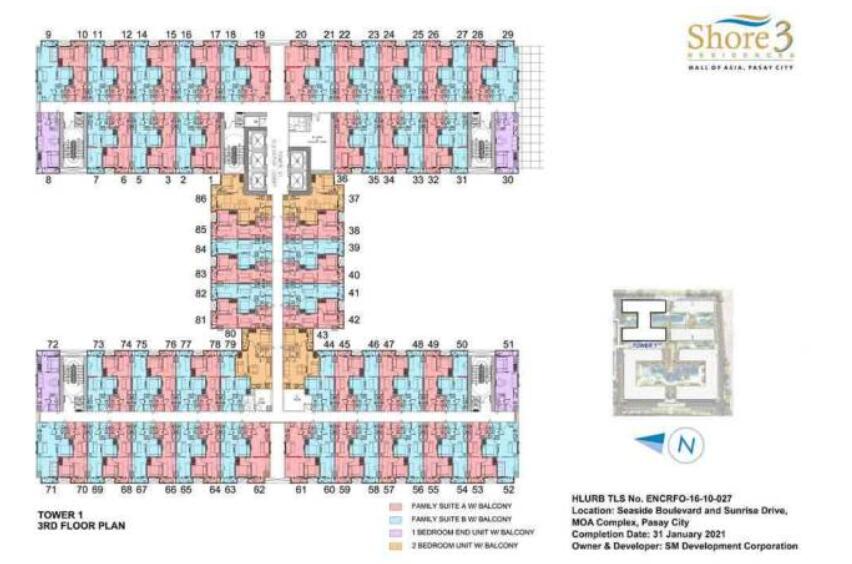 Shore 3
RESIDENCES
MALL OF ASIA, PASAY CITY
9 10 11 12 14 15 16 17 18 19 20 21 22 23 24 25 26 27 28 29
8 7 6 5 3 2 1 36 35 34 33 32 31 30
86 37
85 38
84 39
83 40
82 41
81 42
80 43
72 73 74 75 76 77 78 79 44 45 46 47 48 49 50 51
71 70 69 68 67 66 65 64 63 62 61 60 59 58 57 56 55 54 53 52
TOWER 1
N
TOWER 1
3RD FLOOR PLAN
FAMILY SUITE A W/ BALCONY
FAMILY SUITE B W/ BALCONY
1 BEDROOM END UNIT W/ BALCONY
2 BEDROOM UNIT W/ BALCONY
HLURB TLS No. ENCRFO-16-10-027
Location: Seaside Boulevard and Sunrise Drive,
MOA Complex, Pasay City
Completion Date: 31 January 2021
Owner & Developer: SM Development Corporation